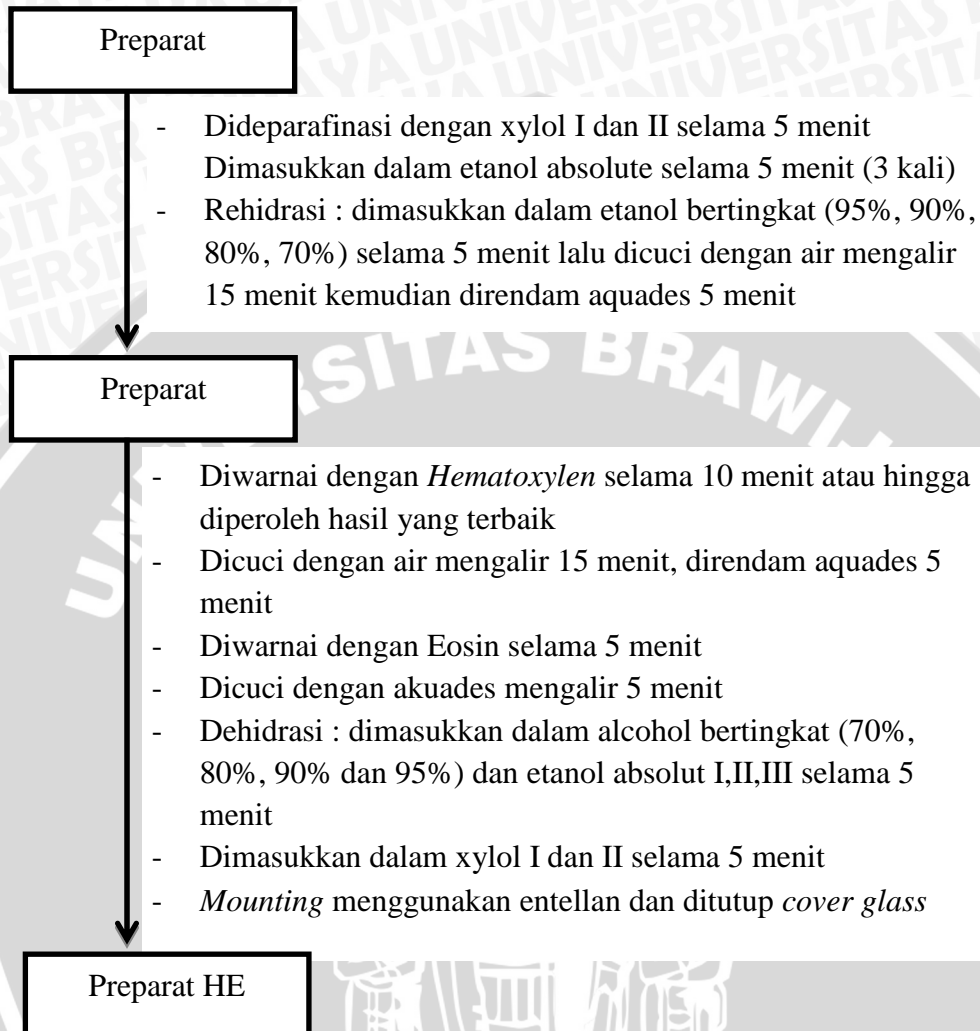 Preparat
- Dideparafinasi dengan xylol I dan II selama 5 menit
Dimasukkan dalam etanol absolute selama 5 menit (3 kali)
- Rehidrasi : dimasukkan dalam etanol bertingkat (95%, 90%,
80%, 70%) selama 5 menit lalu dicuci dengan air mengalir
15 menit kemudian direndam aquades 5 menit
SITAS BRAWIJ
Preparat
- Diwarnai dengan Hematoxylen selama 10 menit atau hingga
diperoleh hasil yang terbaik
- Dicuci dengan air mengalir 15 menit, direndam aquades 5
menit
- Diwarnai dengan Eosin selama 5 menit
- Dicuci dengan akuades mengalir 5 menit
- Dehidrasi : dimasukkan dalam alcohol bertingkat (70%,
80%, 90% dan 95%) dan etanol absolut I,II,III selama 5
menit
- Dimasukkan dalam xylol I dan II selama 5 menit
- Mounting menggunakan entellan dan ditutup cover glass
Preparat HE